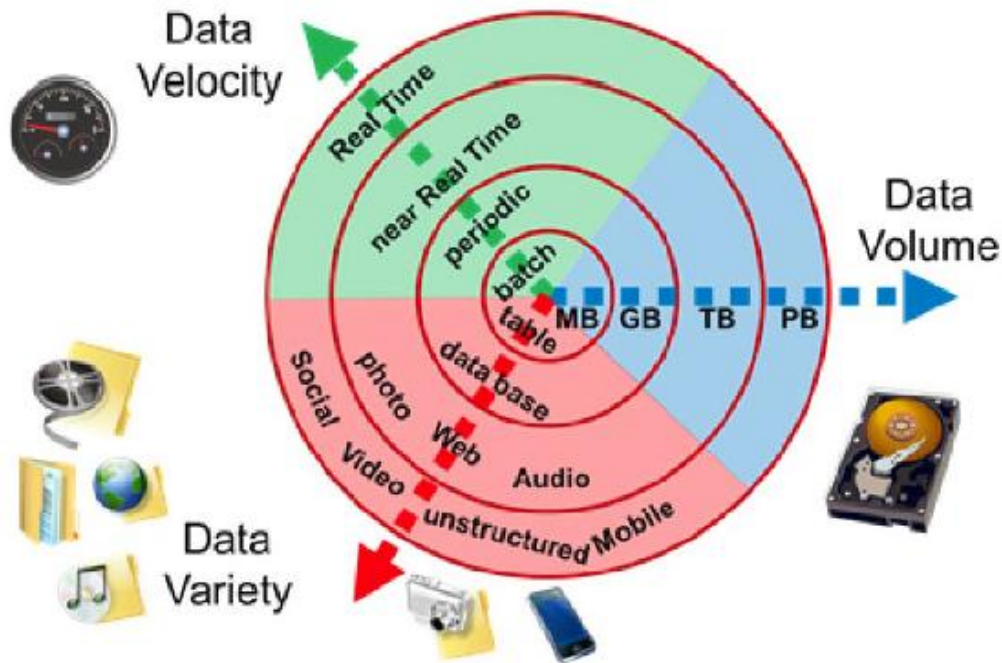 Data
Velocity
Real Time
near Real Time
periodic
batch
Data
Volume
MB GB TB PB
table
data base
Social
photo
Web
Video
Audio
unstructured
Mobile
Data
Variety